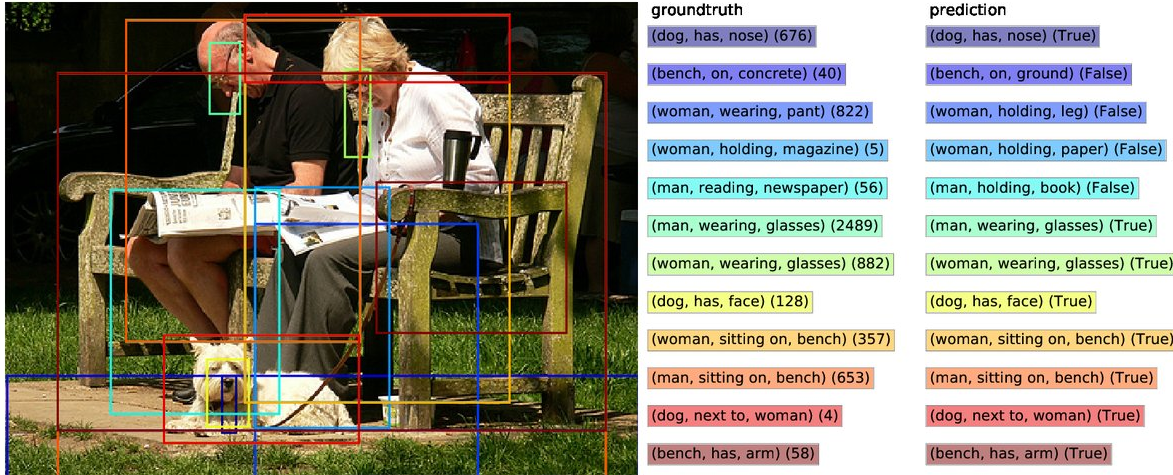 groundtruth prediction
(dog, has, nose) (676) (dog, has, nose) (True)
(bench, on, concrete) (40) (bench, on, ground) (False)
(woman, wearing, pant) (822) (woman, holding, leg) (False)
(woman, holding, magazine) (5) (woman, holding, paper) (False)
(man, reading, newspaper) (56) (man, holding, book) (False)
(man, wearing, glasses) (2489) (man, wearing, glasses) (True)
(woman, wearing, glasses) (882) (woman, wearing, glasses) (True)
(dog, has, face) (128) (dog, has, face) (True)
(woman, sitting on, bench) (357) (woman, sitting on, bench) (True)
(man, sitting on, bench) (653) (man, sitting on, bench) (True)
(dog, next to, woman) (4) (dog, next to, woman) (True)
(bench, has, arm) (58) (bench, has, arm) (True)